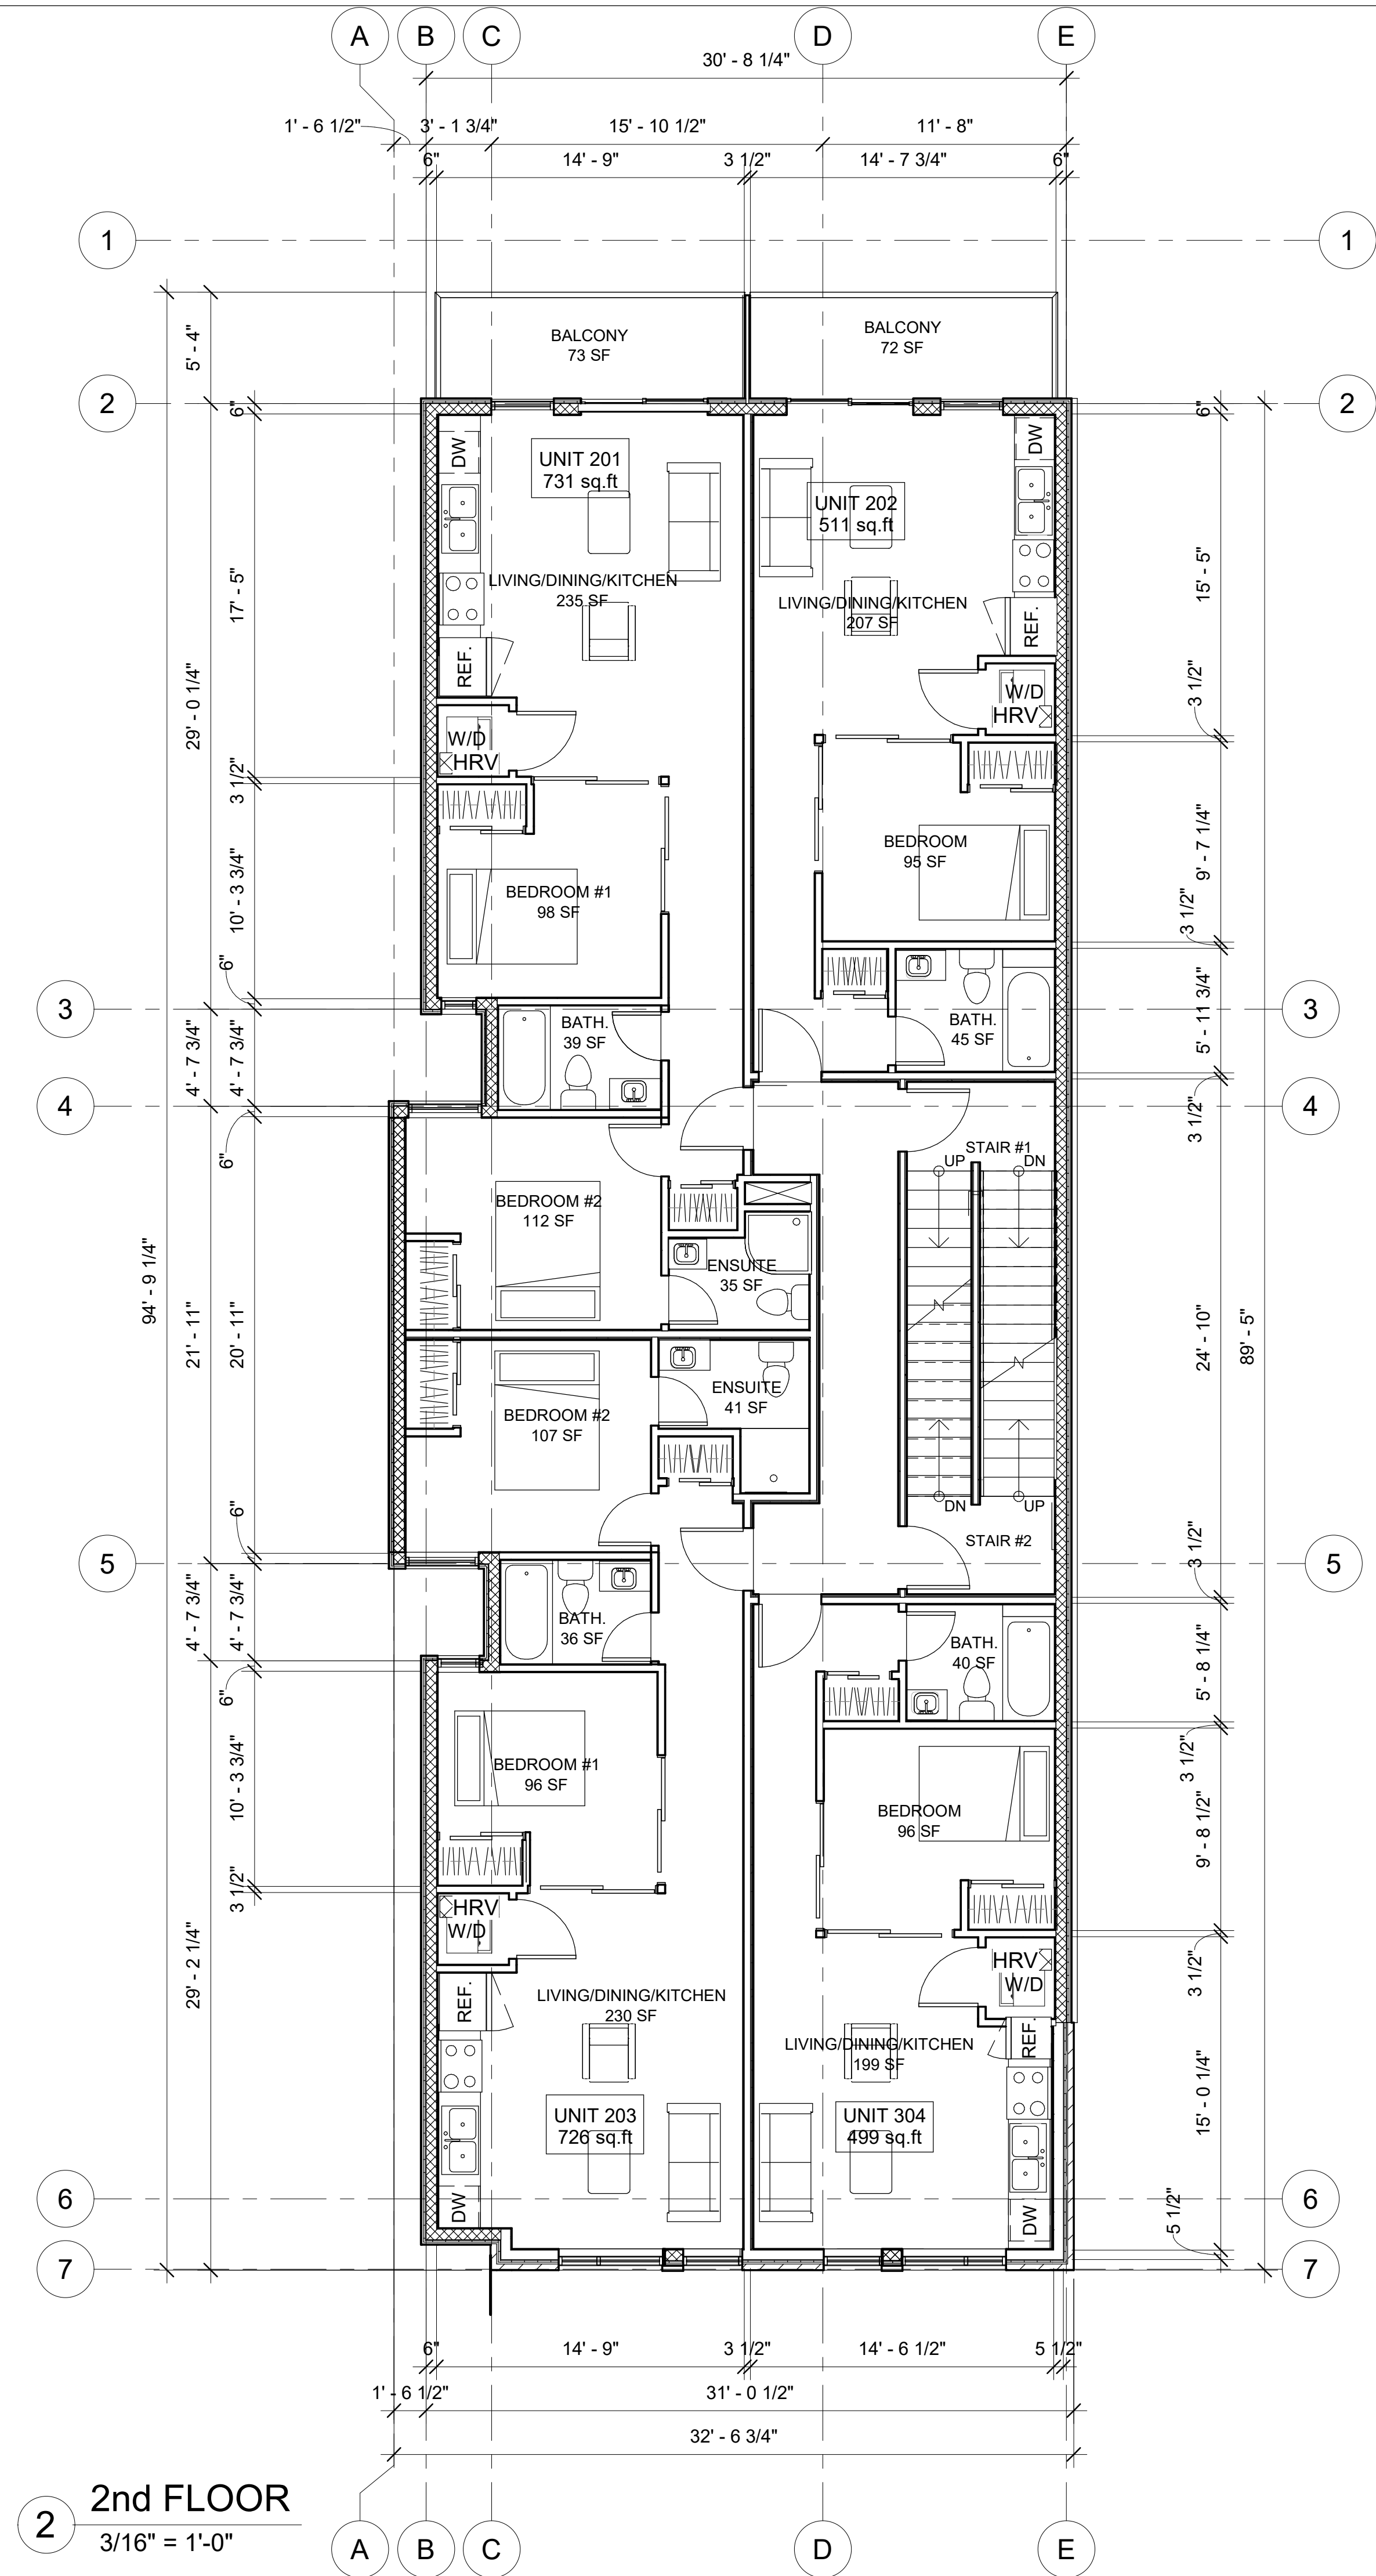 A B C D E
30' - 8 1/4"
1' - 6 1/2" 3' - 1 3/4" 15' - 10 1/2" 11' - 8"
6" 14' - 9" 3 1/2" 14' - 7 3/4" 6"
1 1
5' - 4"
BALCONY
73 SF
BALCONY
72 SF
2 2
6" 6"
DW
UNIT 201
731 sq.ft
DW
UNIT 202
511 sq.ft
17' - 5"
15' - 5"
LIVING/DINING/KITCHEN
235 SF
LIVING/DINING/KITCHEN
207 SF
REF.
REF.
29' - 0 1/4"
3 1/2"
W/D
HRV
W/D
HRV
3 1/2"
10' - 3 3/4"
9' - 7 1/4"
BEDROOM #1
98 SF
BEDROOM
95 SF
3 1/2"
6"
3 3
4' - 7 3/4" 4' - 7 3/4"
BATH.
39 SF
BATH.
45 SF
5' - 11 3/4"
4 4
3 1/2"
6"
STAIR #1
UP DN
BEDROOM #2
112 SF
ENSUITE
35 SF
94' - 9 1/4"
21' - 11" 20' - 11"
24' - 10" 89' - 5"
BEDROOM #2
107 SF
ENSUITE
41 SF
DN UP
6"
STAIR #2
3 1/2"
5 5
4' - 7 3/4" 4' - 7 3/4"
BATH.
36 SF
BATH.
40 SF
5' - 8 1/4"
6"
3 1/2"
BEDROOM #1
96 SF
BEDROOM
96 SF
10' - 3 3/4"
9' - 8 1/2"
3 1/2"
HRV
W/D
HRV
W/D
3 1/2"
29' - 2 1/4"
REF.
REF.
LIVING/DINING/KITCHEN
230 SF
LIVING/DINING/KITCHEN
199 SF
UNIT 203
726 sq.ft
UNIT 304
499 sq.ft
15' - 0 1/4"
DW
DW
6 6
5 1/2"
7 7
6" 14' - 9" 3 1/2" 14' - 6 1/2" 5 1/2"
1' - 6 1/2" 31' - 0 1/2"
32' - 6 3/4"
2 2nd FLOOR
3/16" = 1'-0"
A B C D E